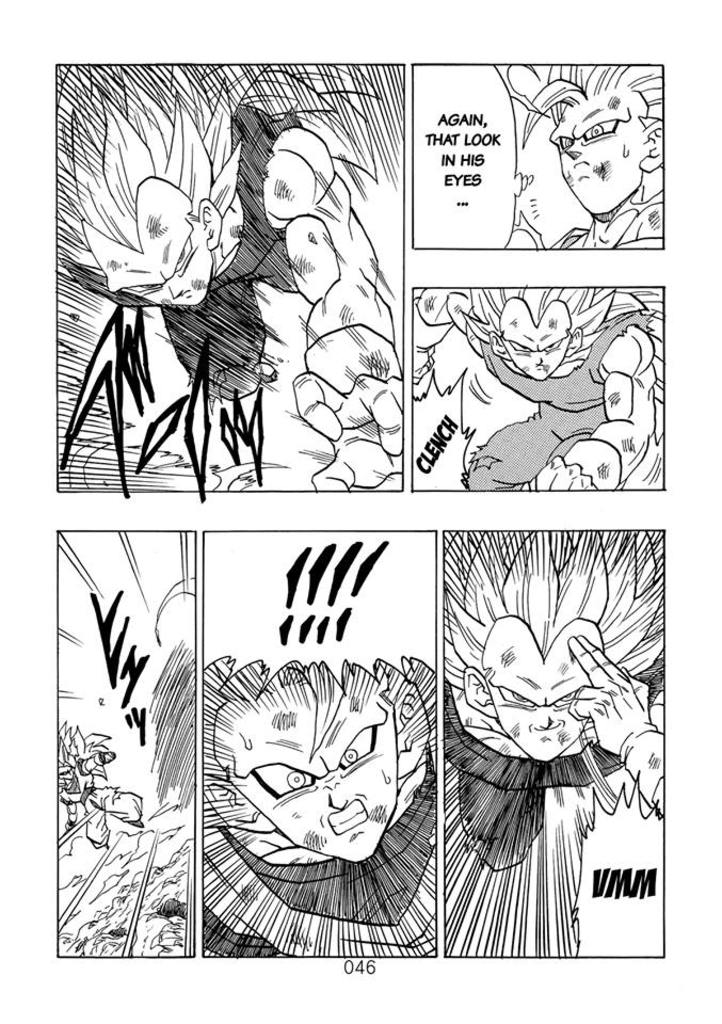 AGAIN,
THAT LOOK
IN HIS
EYES
...
CLENCH
!!!!
!!!!
VMM
046